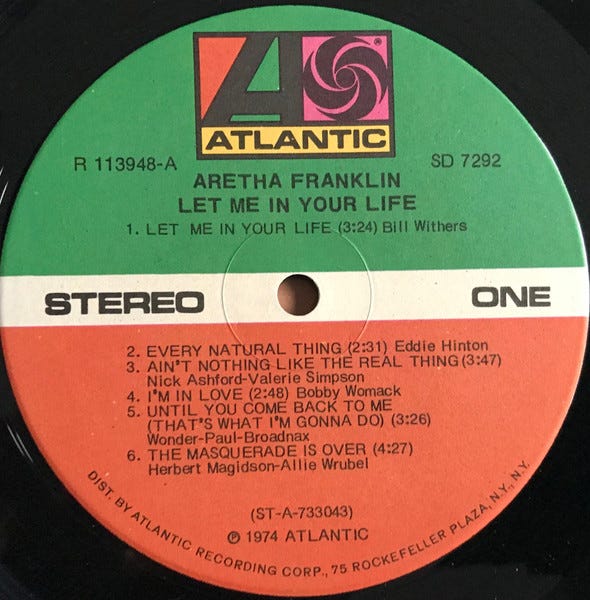 ATLANTIC
R 113948-A
SD 7292
ARETHA FRANKLIN
LET ME IN YOUR LIFE
1. LET ME IN YOUR LIFE (3:24) Bill Withers
STEREO
ONE
2. EVERY NATURAL THING (2:31) Eddie Hinton
3. AIN'T NOTHING LIKE THE REAL THING (3:47)
Nick Ashford-Valerie Simpson
4. I'M IN LOVE (2:48) Bobby Womack
5. UNTIL YOU COME BACK TO ME
(THAT'S WHAT I'M GONNA DO) (3:26)
Wonder-Paul-Broadnax
6. THE MASQUERADE IS OVER (4:27)
Herbert Magidson-Allie Wrubel
(ST-A-733043)
℗ 1974 ATLANTIC
DIST. BY ATLANTIC RECORDING CORP., 75 ROCKEFELLER PLAZA, N.Y., N.Y.